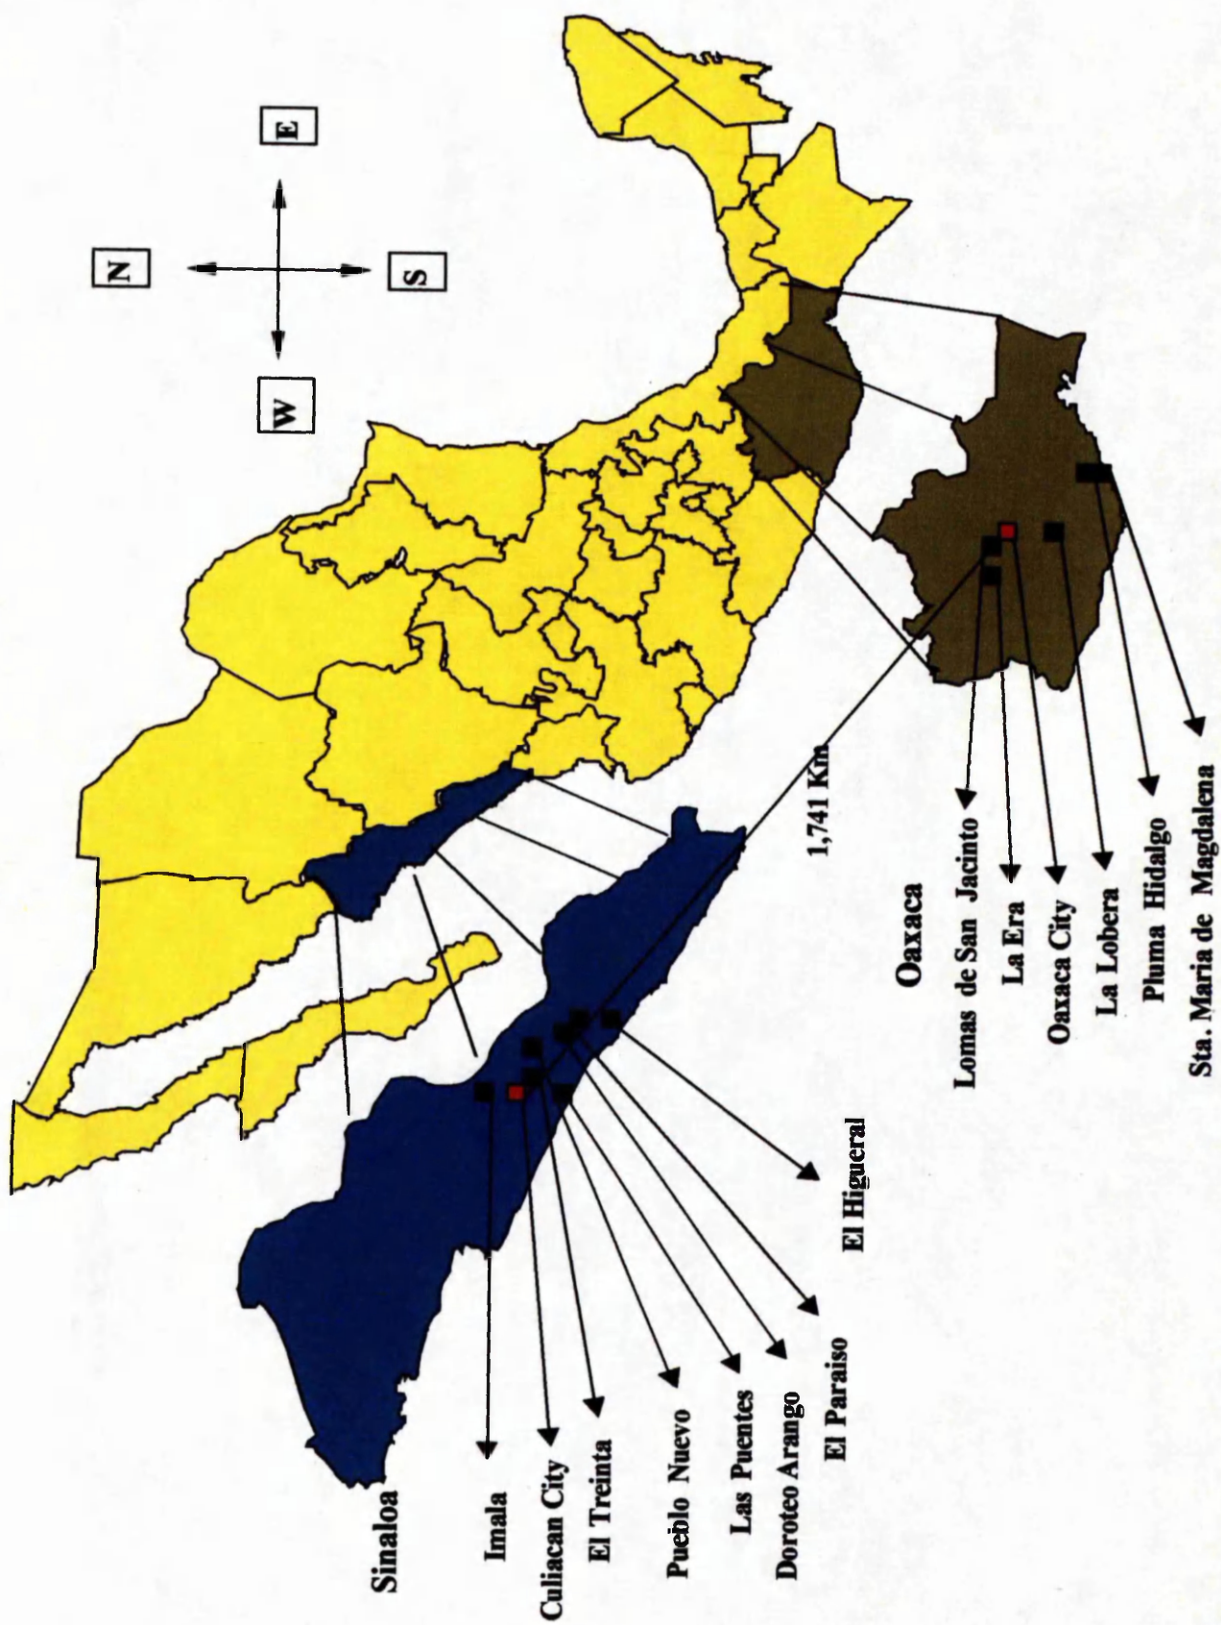 N
W
E
S
Sinaloa
Imala
Culiacan City
El Treinta
Pueblo Nuevo
Las Puentes
Doroteo Arango
El Paraiso
El Higueral
1,741 Km
Oaxaca
Lomas de San Jacinto
La Era
Oaxaca City
La Lobera
Pluma Hidalgo
Sta. Maria de Magdalena